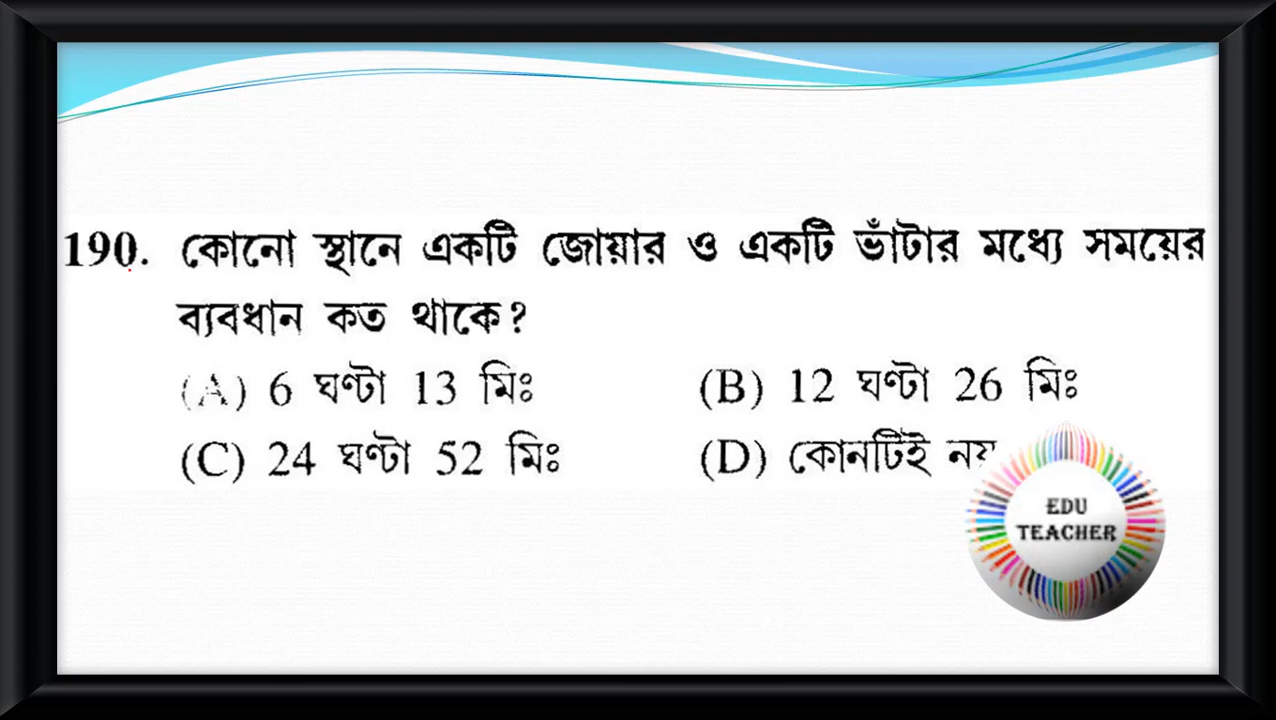 190. কোনো স্থানে একটি জোয়ার ও একটি ভাঁটার মধ্যে সময়ের
ব্যবধান কত থাকে?
(A) 6 ঘণ্টা 13 মিঃ (B) 12 ঘণ্টা 26 মিঃ
(C) 24 ঘণ্টা 52 মিঃ (D) কোনটিই নয়
EDU
TEACHER